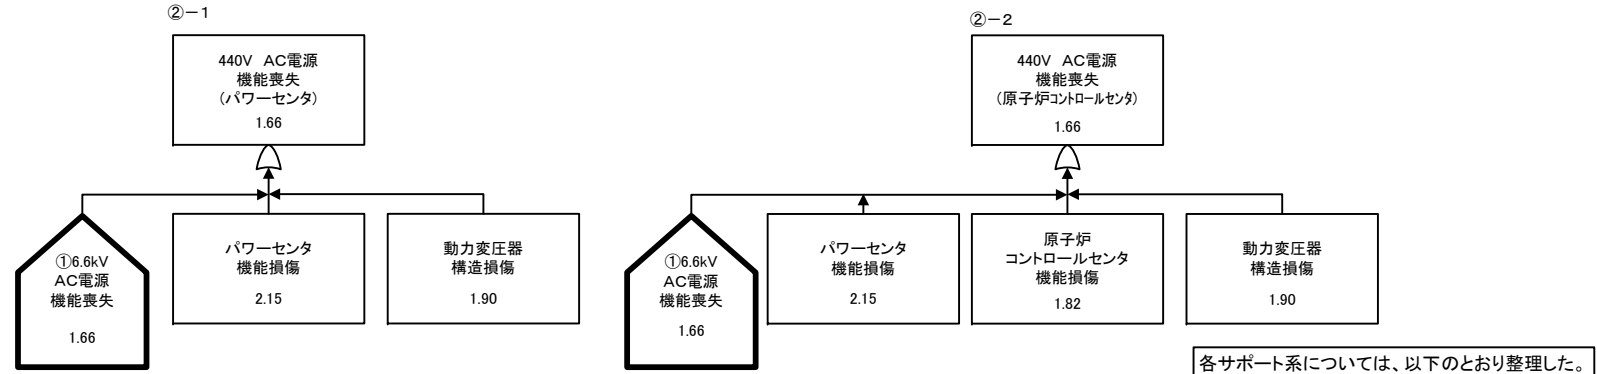 ②－1
440V AC電源
機能喪失
(パワーセンタ)
1.66
①6.6kV
AC電源
機能喪失
1.66
パワーセンタ
機能損傷
2.15
動力変圧器
構造損傷
1.90
②－2
440V AC電源
機能喪失
(原子炉コントロールセンタ)
1.66
①6.6kV
AC電源
機能喪失
1.66
パワーセンタ
機能損傷
2.15
原子炉
コントロールセンタ
機能損傷
1.82
動力変圧器
構造損傷
1.90
各サポート系については、以下のとおり整理した。